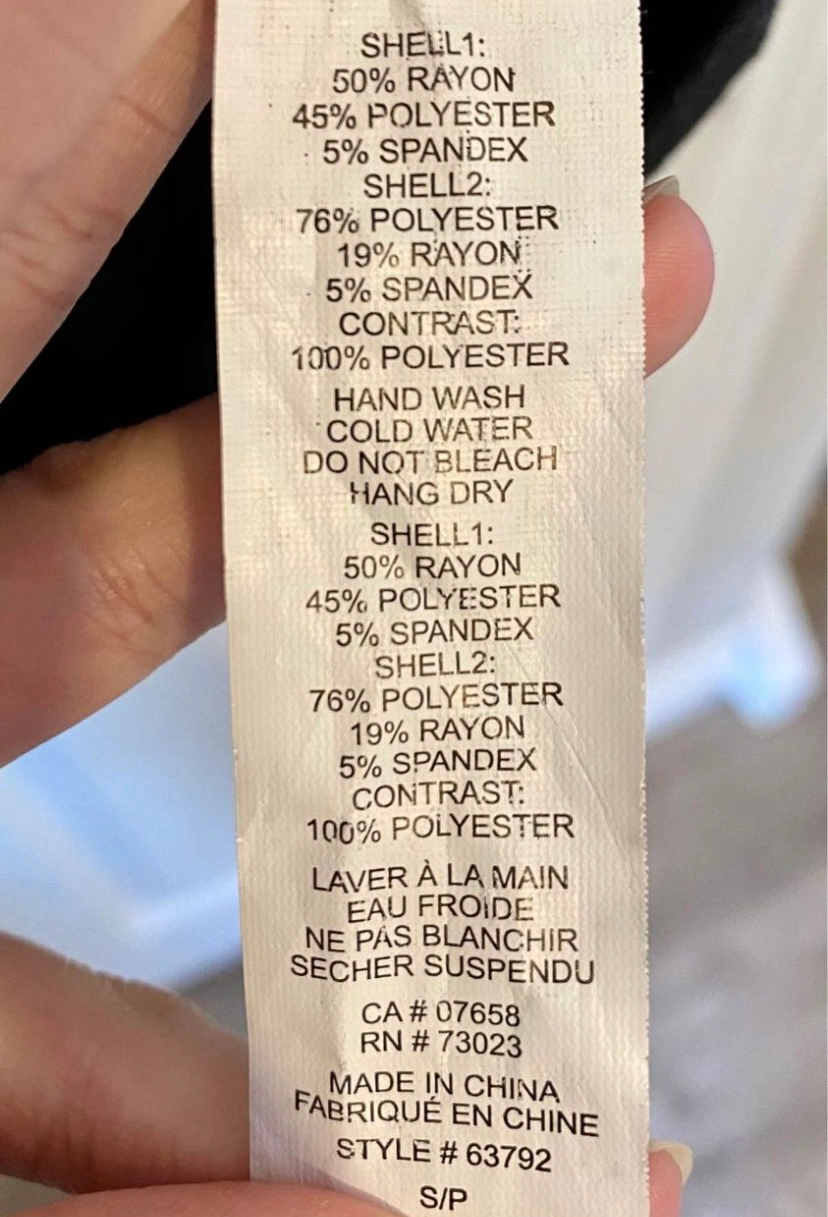 SHELL1:
50% RAYON
45% POLYESTER
5% SPANDEX
SHELL2:
76% POLYESTER
19% RAYON
5% SPANDEX
CONTRAST:
100% POLYESTER
HAND WASH
COLD WATER
DO NOT BLEACH
HANG DRY
SHELL1:
50% RAYON
45% POLYESTER
5% SPANDEX
SHELL2:
76% POLYESTER
19% RAYON
5% SPANDEX
CONTRAST:
100% POLYESTER
LAVER À LA MAIN
EAU FROIDE
NE PAS BLANCHIR
SECHER SUSPENDU
CA # 07658
RN # 73023
MADE IN CHINA
FABRIQUÉ EN CHINE
STYLE # 63792
S/P